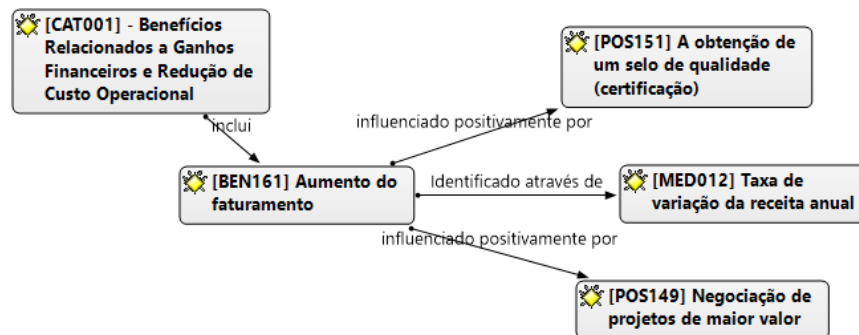 [CAT001] - Benefícios
Relacionados a Ganhos
Financeiros e Redução de
Custo Operacional
[POS151] A obtenção de
um selo de qualidade
(certificação)
inclui
influenciado positivamente por
[BEN161] Aumento do
faturamento
Identificado através de
[MED012] Taxa de
variação da receita anual
influenciado positivamente por
[POS149] Negociação de
projetos de maior valor